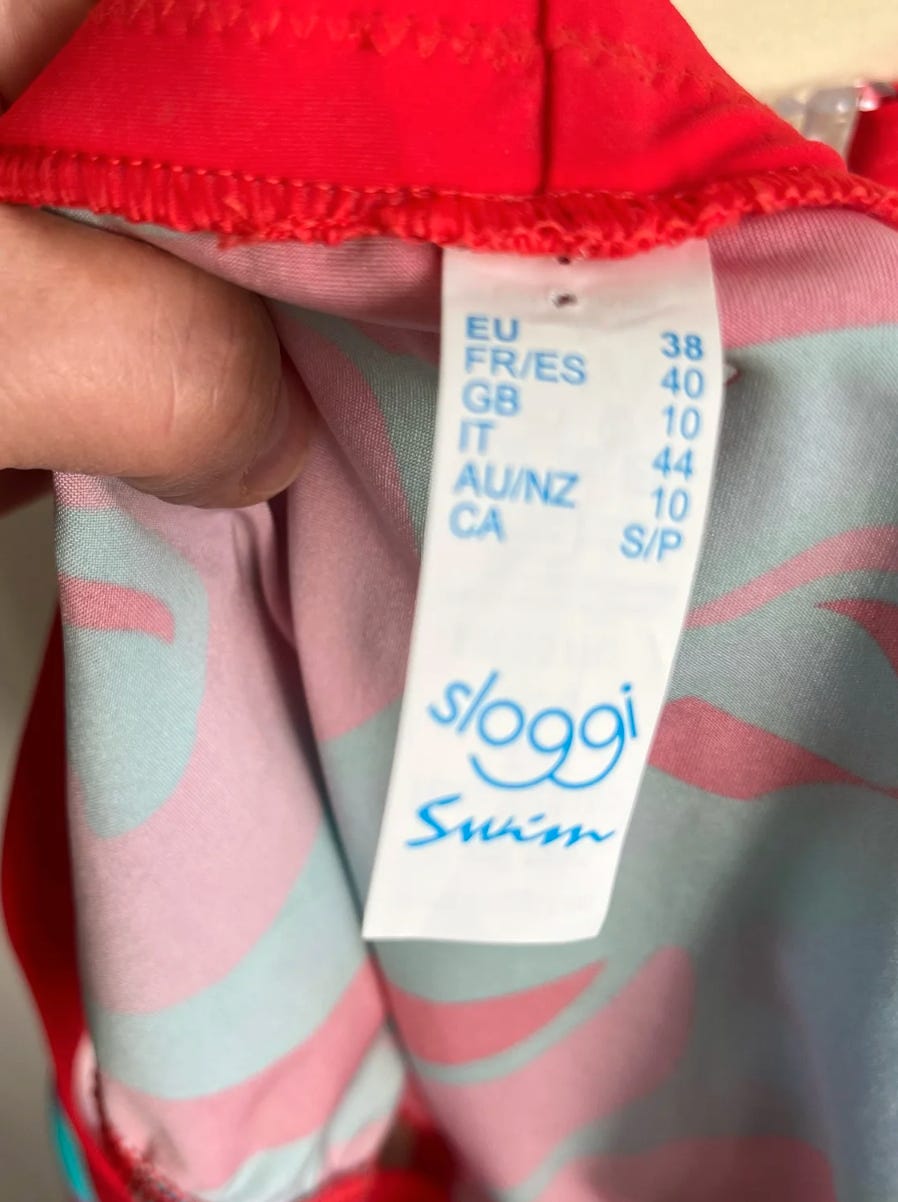 EU 38
FR/ES 40
GB 10
IT 44
AU/NZ 10
CA S/P
sloggi
Swim